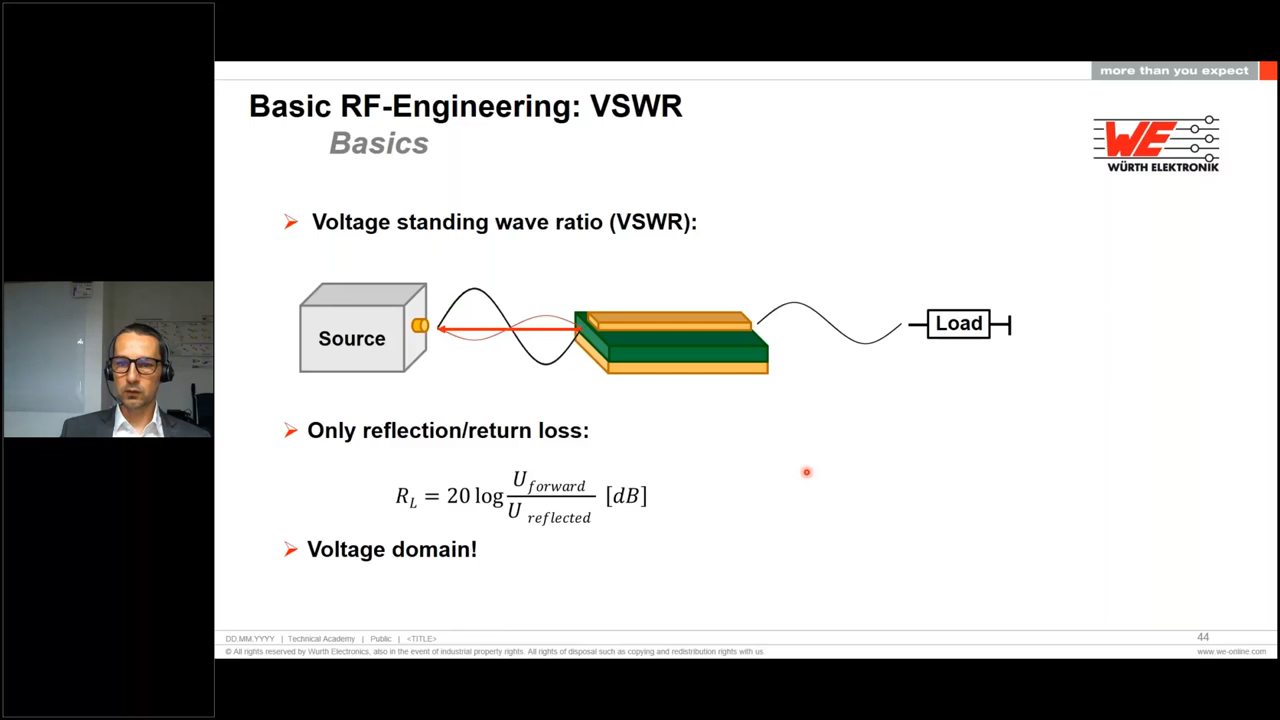 more than you expect
Basic RF-Engineering: VSWR
Basics
WE
WÜRTH ELEKTRONIK
Voltage standing wave ratio (VSWR):
Source
Load
Only reflection/return loss:
R_L = 20 log U_forward / U_reflected [dB]
Voltage domain!
DD.MM.YYYY | Technical Academy | Public | <TITLE>
44
© All rights reserved by Wurth Electronics, also in the event of industrial property rights. All rights of disposal such as copying and redistribution rights with us.
www.we-online.com